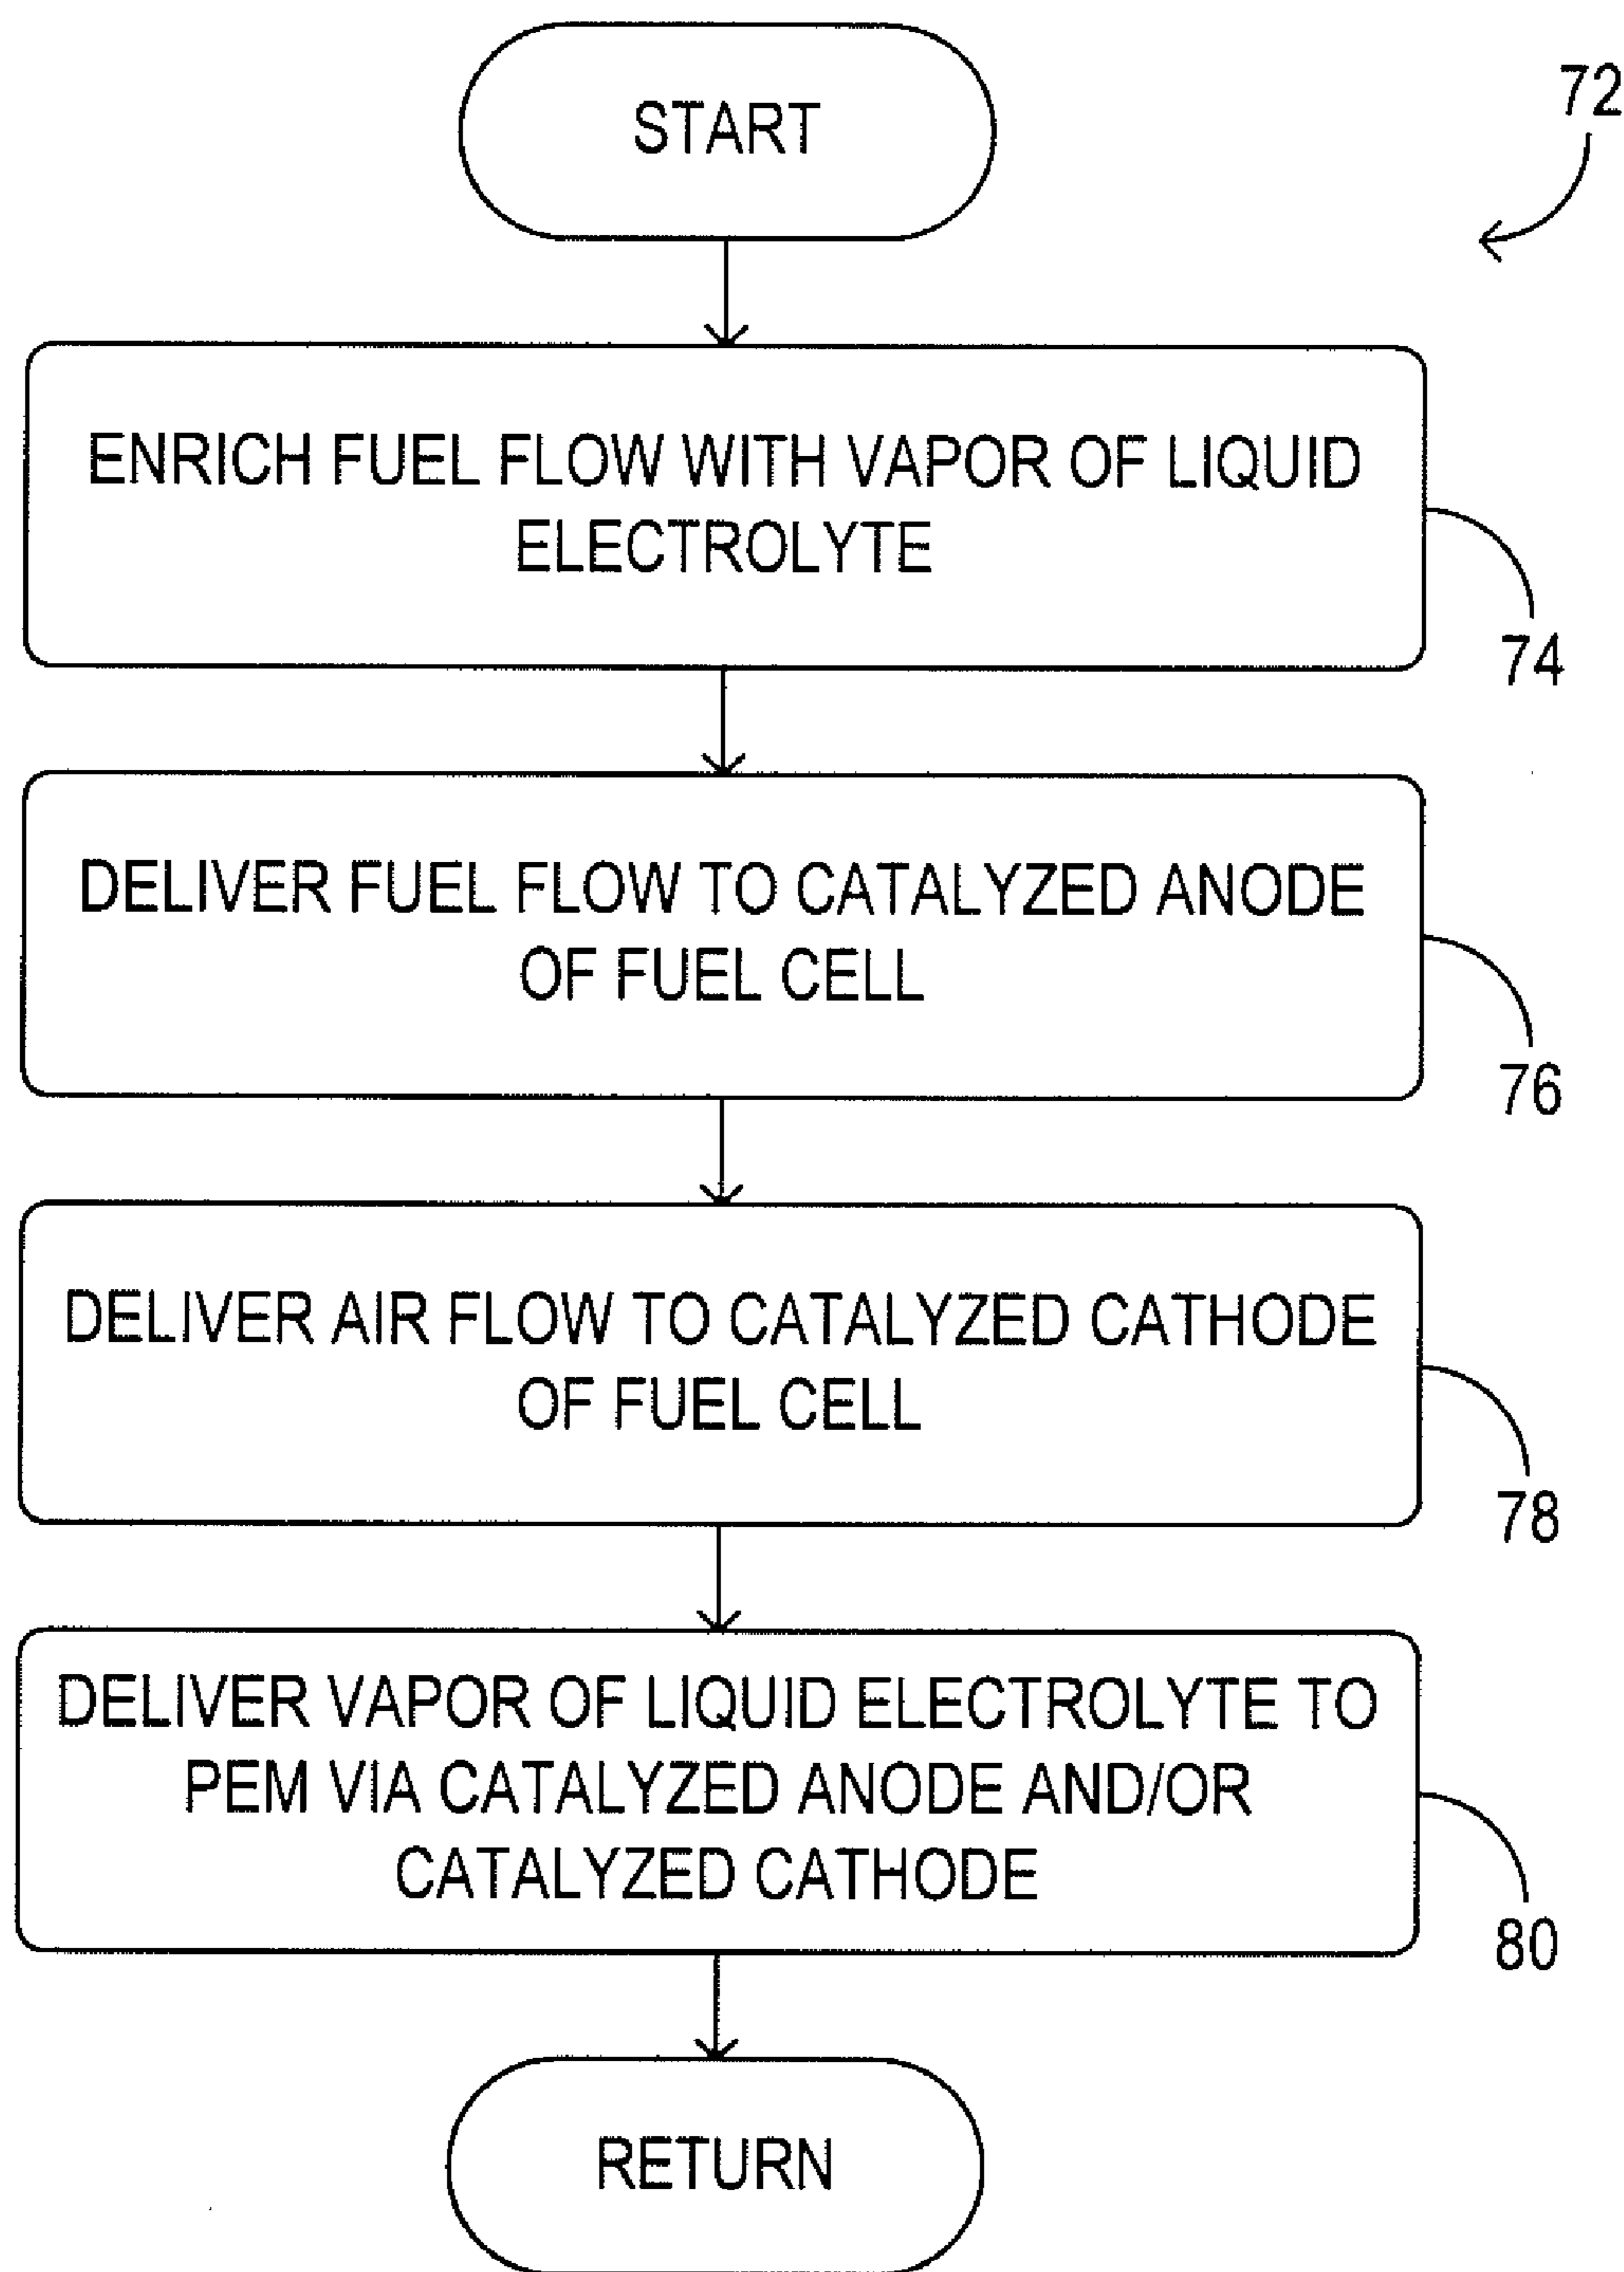 START
72
ENRICH FUEL FLOW WITH VAPOR OF LIQUID
ELECTROLYTE
74
DELIVER FUEL FLOW TO CATALYZED ANODE
OF FUEL CELL
76
DELIVER AIR FLOW TO CATALYZED CATHODE
OF FUEL CELL
78
DELIVER VAPOR OF LIQUID ELECTROLYTE TO
PEM VIA CATALYZED ANODE AND/OR
CATALYZED CATHODE
80
RETURN